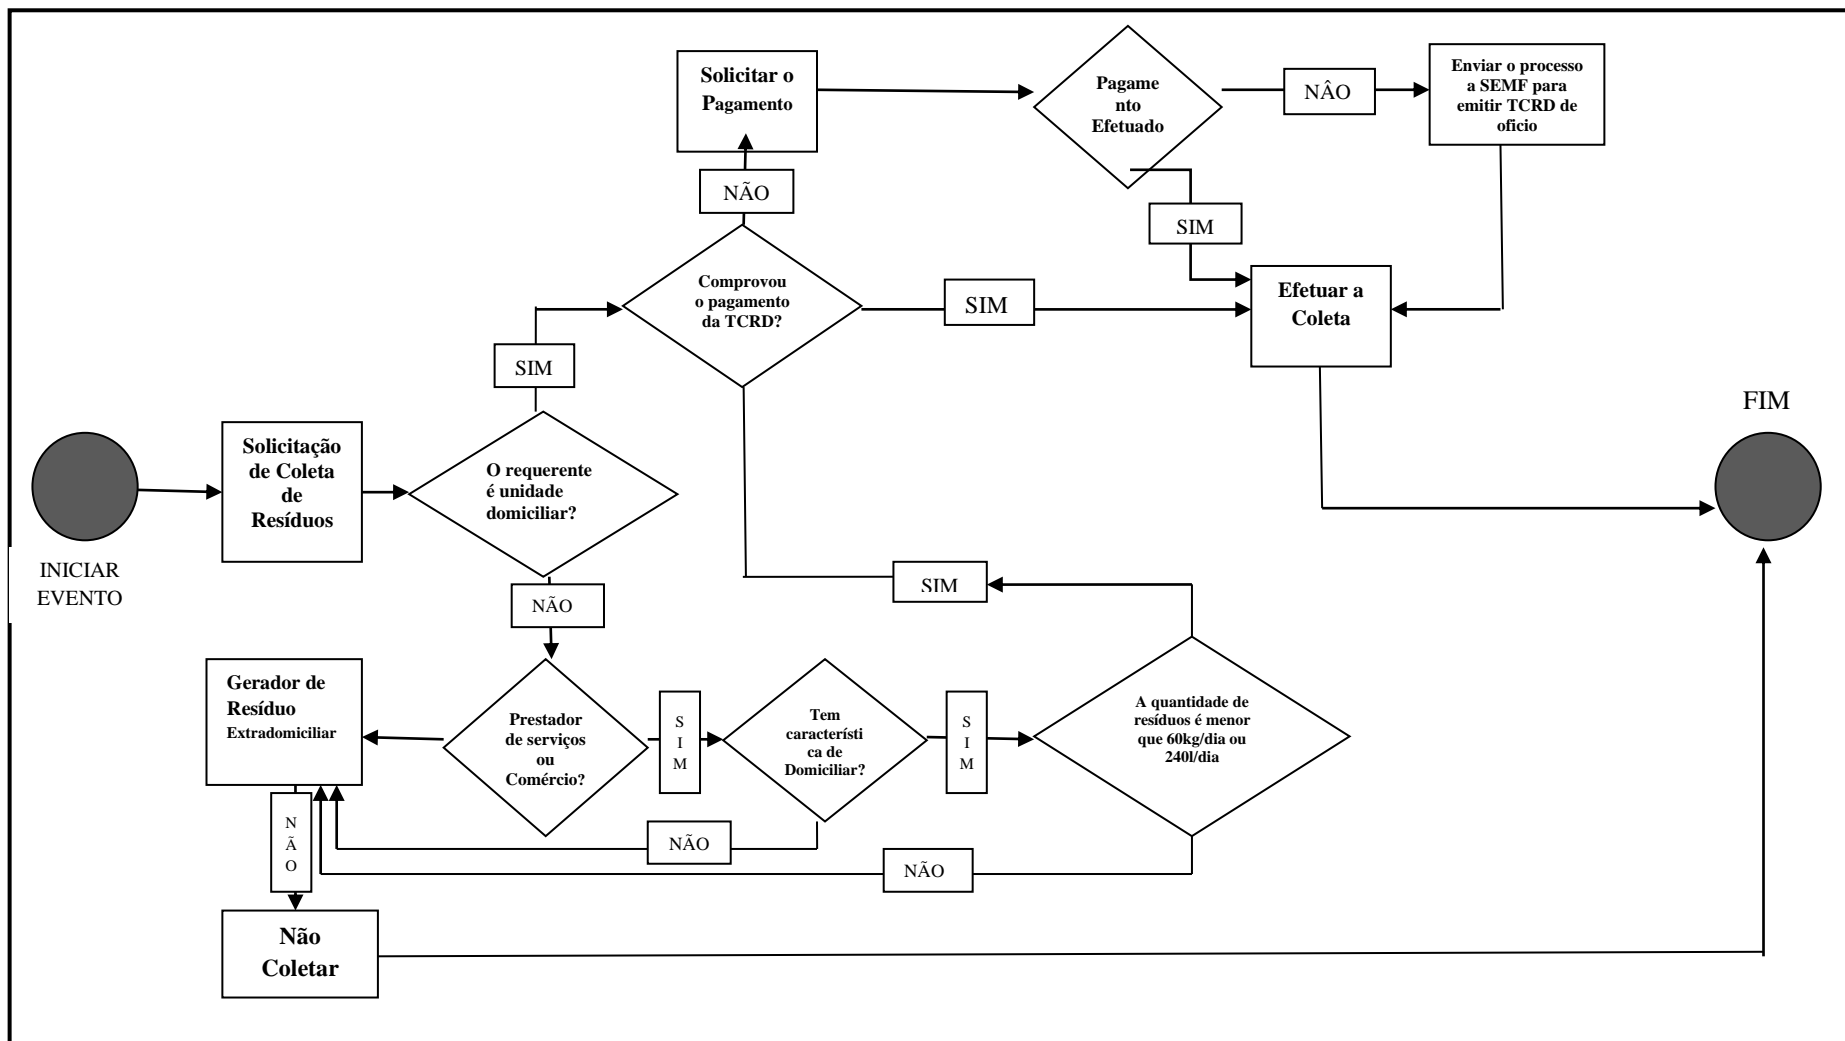 Solicitar o
Pagamento
Pagame
nto
Efetuado
NÂO
Enviar o processo
a SEMF para
emitir TCRD de
oficio
NÃO
SIM
Comprovou
o pagamento
da TCRD?
SIM
Efetuar a
Coleta
SIM
FIM
Solicitação
de Coleta
de
Resíduos
O requerente
é unidade
domiciliar?
INICIAR
EVENTO
NÃO
SIM
Gerador de
Resíduo
Extradomiciliar
Prestador
de serviços
ou
Comércio?
S
I
M
Tem
característi
ca de
Domiciliar?
S
I
M
A quantidade de
resíduos é menor
que 60kg/dia ou
240l/dia
N
Ã
O
NÃO
NÃO
Não
Coletar